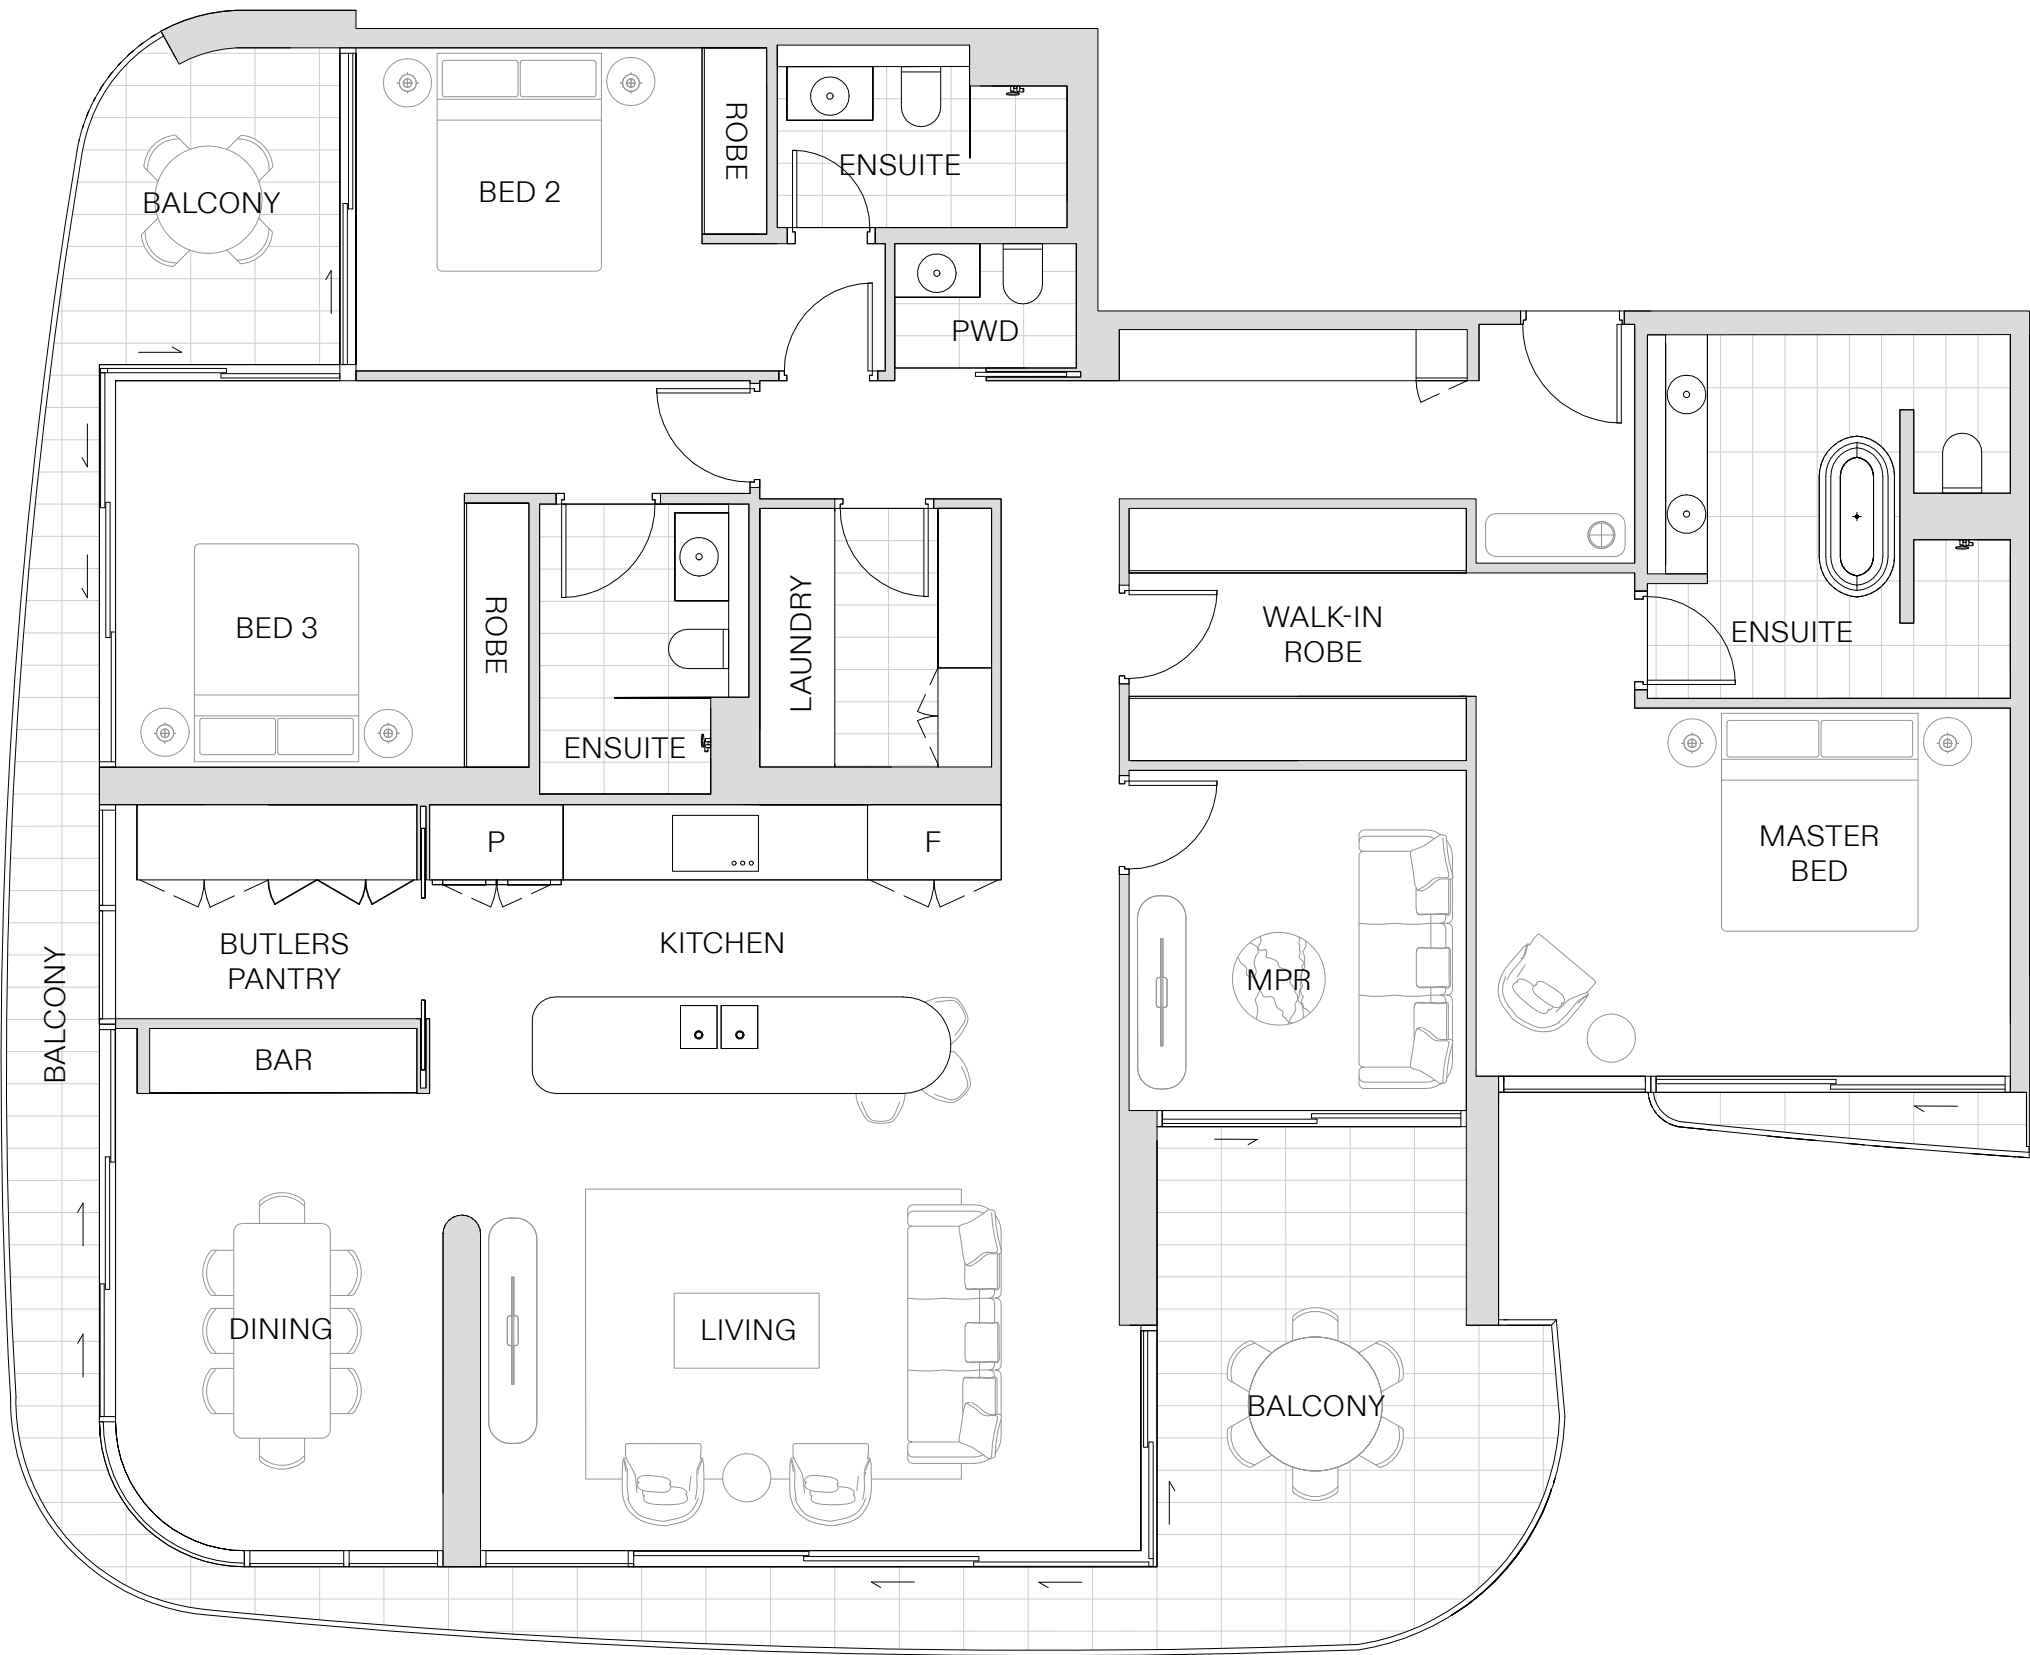 ROBE
ENSUITE
BED 2
BALCONY
PWD
WALK-IN
ROBE
BED 3
ROBE
LAUNDRY
ENSUITE
ENSUITE
P
F
MASTER
BED
BUTLERS
PANTRY
KITCHEN
MPR
BALCONY
BAR
DINING
LIVING
BALCONY